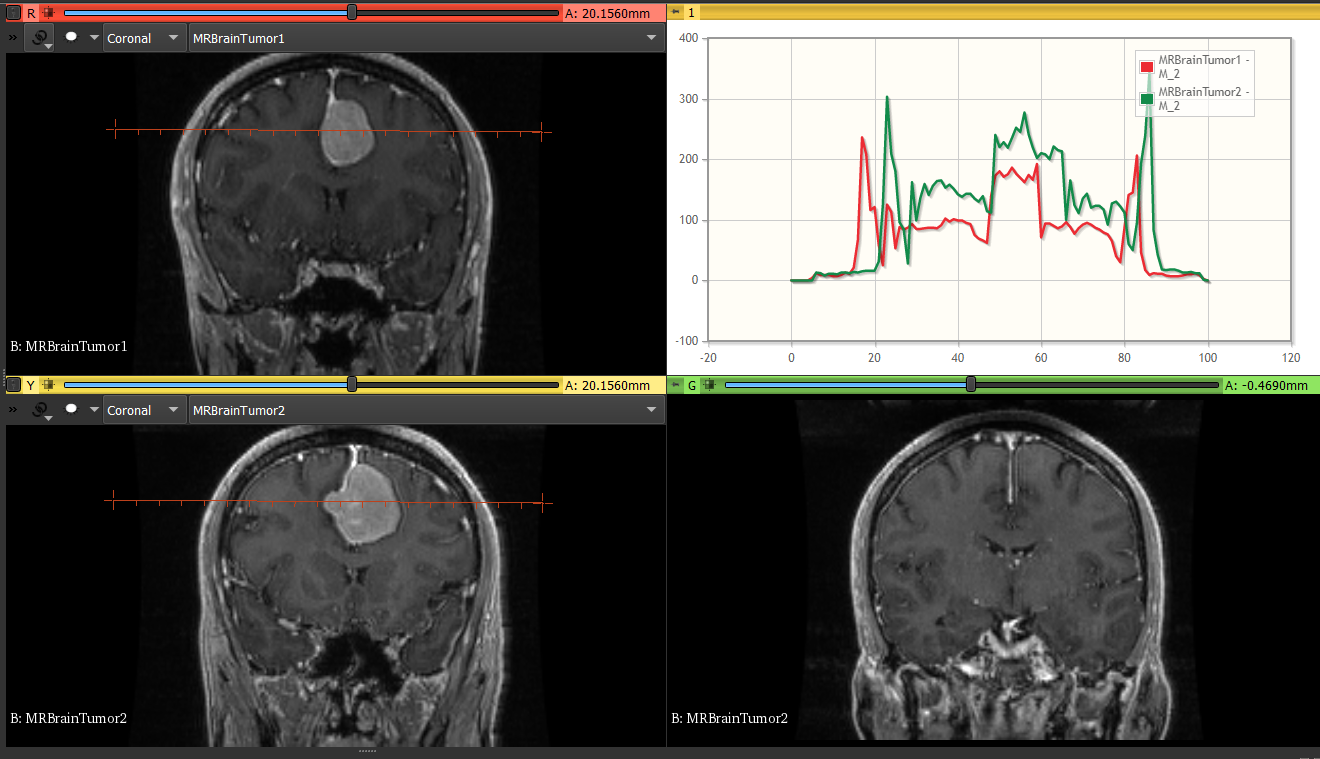 R
A: 20.1560mm
Coronal
MRBrainTumor1
B: MRBrainTumor1
1
400
300
200
100
0
-100
-20
0
20
40
60
80
100
120
MRBrainTumor1 -
M_2
MRBrainTumor2 -
M_2
Y
A: 20.1560mm
Coronal
MRBrainTumor2
B: MRBrainTumor2
G
A: -0.4690mm
B: MRBrainTumor2